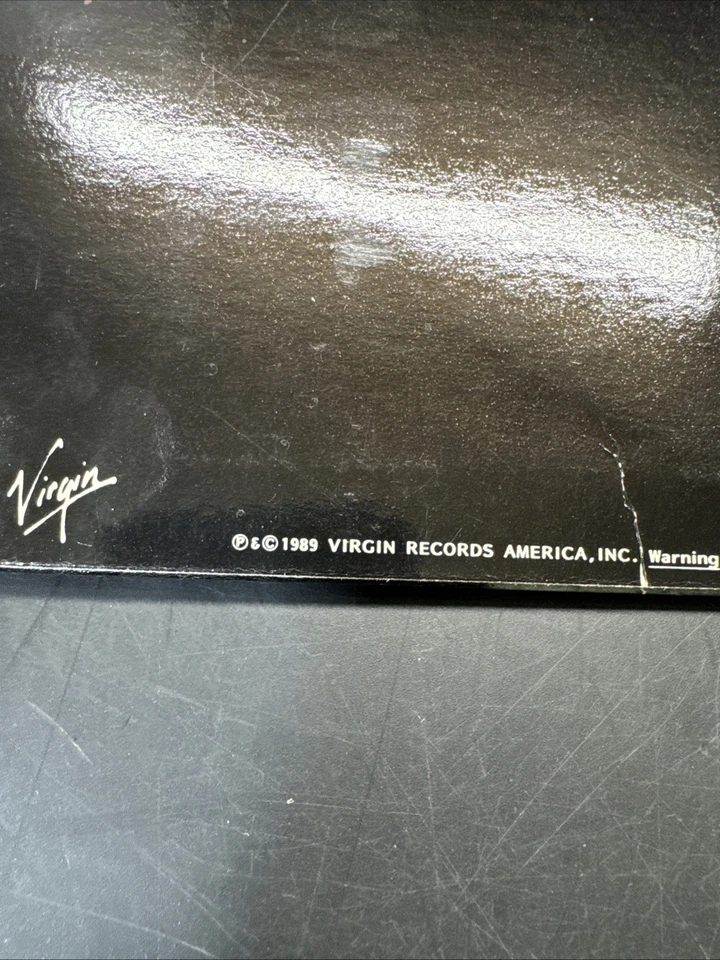 Virgin
℗&©1989 VIRGIN RECORDS AMERICA, INC. Warning